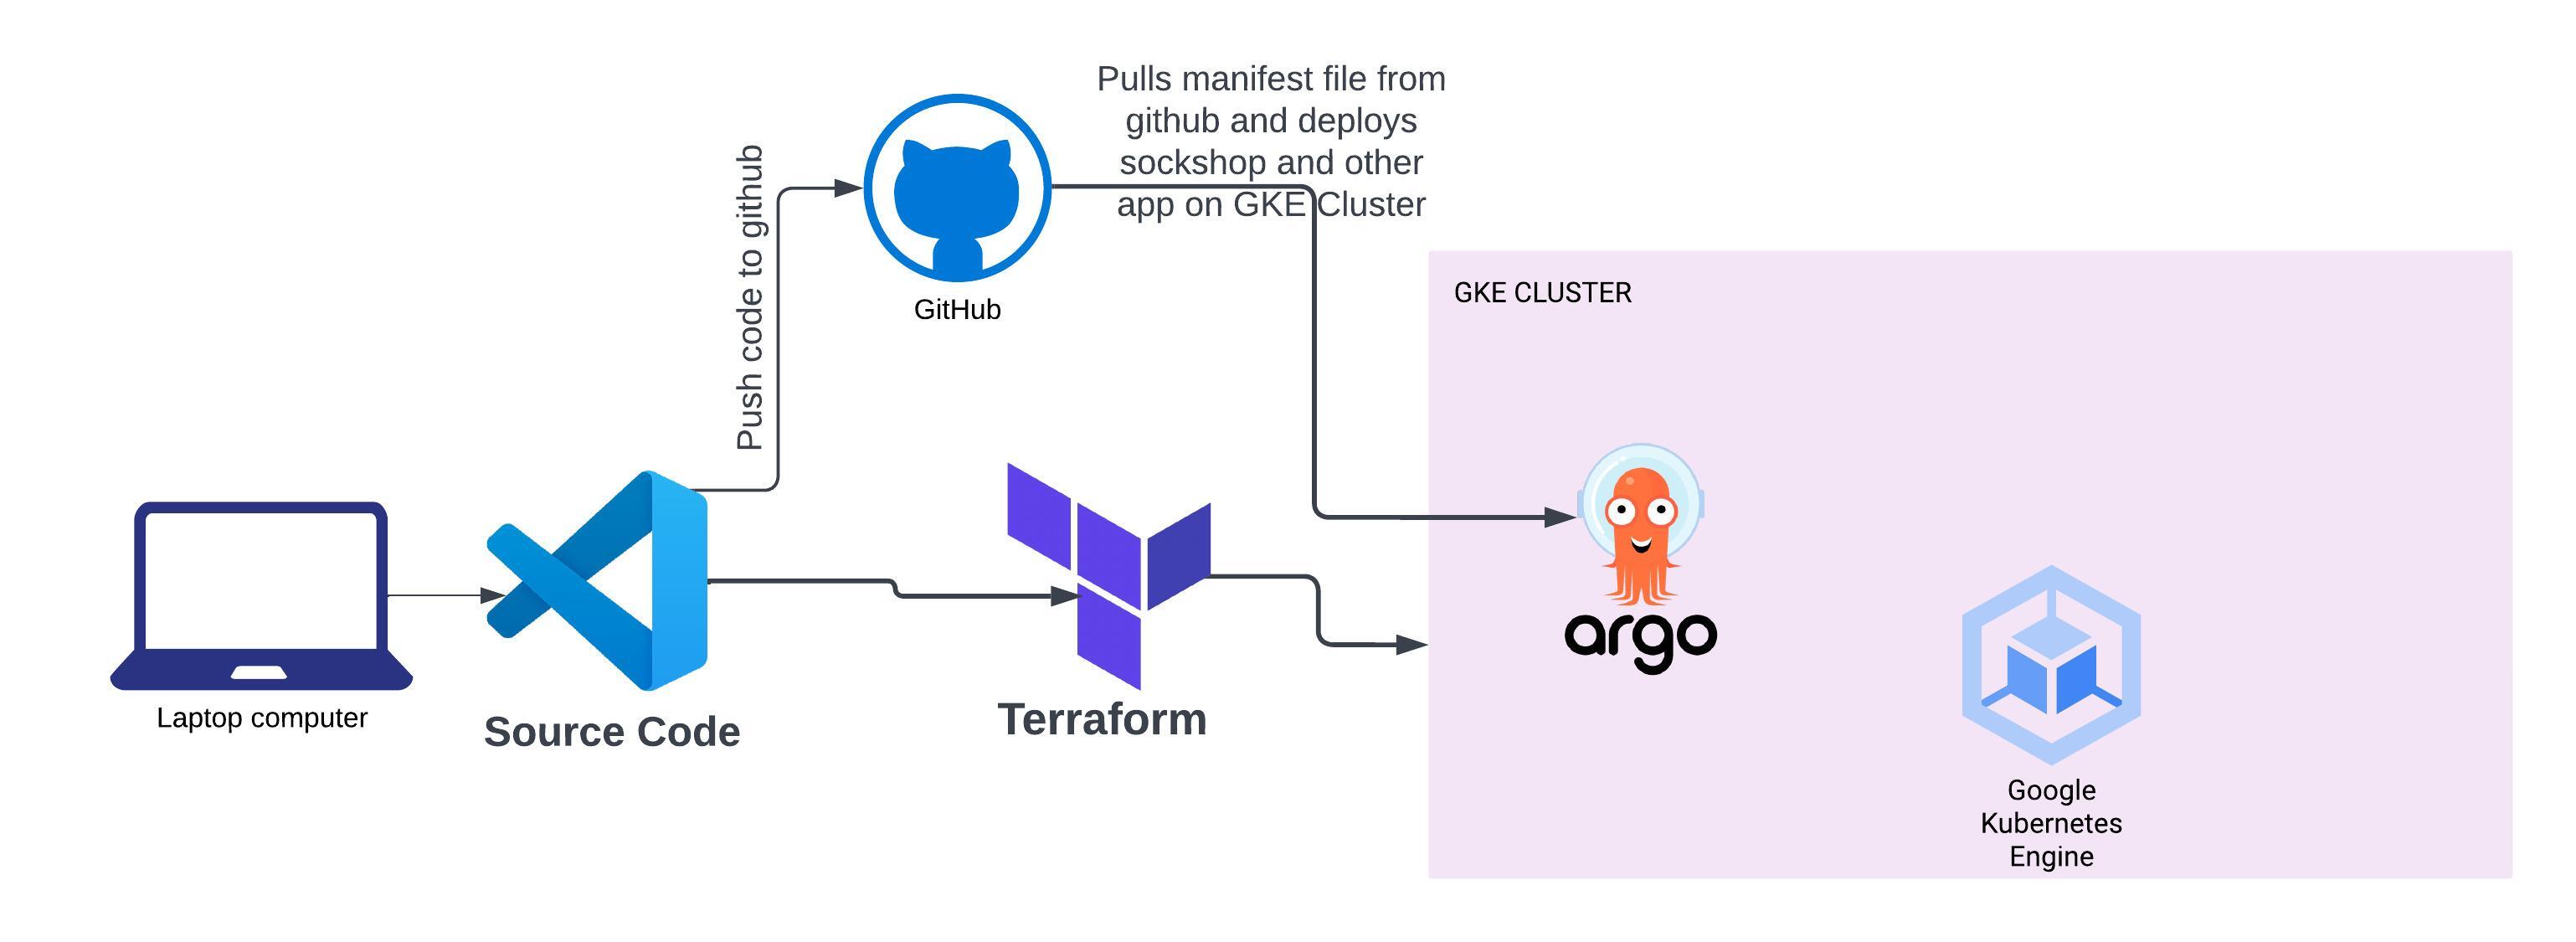 Pulls manifest file from
github and deploys
sockshop and other
app on GKE Cluster
Push code to github
GitHub
GKE CLUSTER
argo
Laptop computer
Source Code
Terraform
Google
Kubernetes
Engine